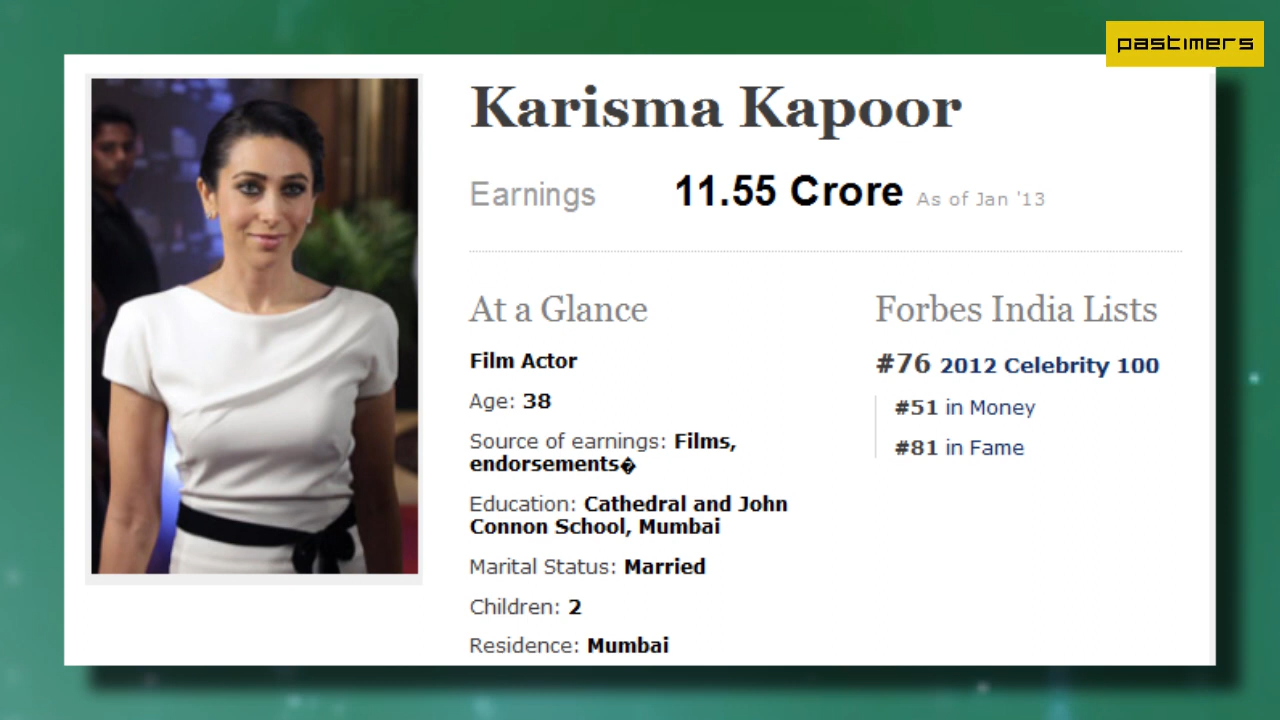 pastimers
Karisma Kapoor
Earnings 11.55 Crore As of Jan '13
At a Glance
Film Actor
Age: 38
Source of earnings: Films,
endorsements�
Education: Cathedral and John
Connon School, Mumbai
Marital Status: Married
Children: 2
Residence: Mumbai
Forbes India Lists
#76 2012 Celebrity 100
#51 in Money
#81 in Fame